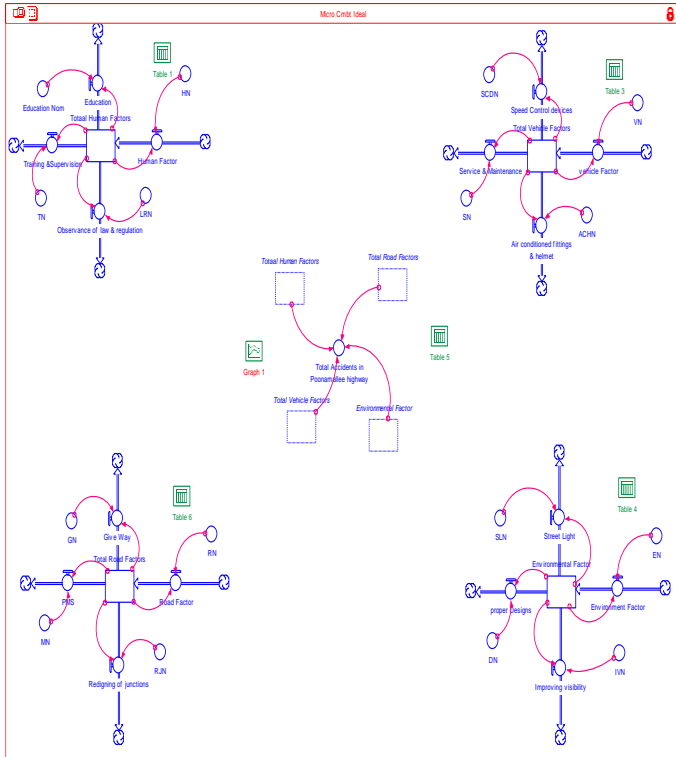 Micro Cmbt Ideal
Table 1
HN
Education Nom
Education
Totaal Human Factors
Training &Supervision
Human Factor
TN
LRN
Observance of law & regulation
SCDN
Table 3
Speed Control devices
VN
Total Vehicle Factors
Service & Maintenance
vehicle Factor
SN
ACHN
Air conditioned fittings
& helmet
Totaal Human Factors
Total Road Factors
Graph 1
Table 5
Total Accidents in
Poonamallee highway
Total Vehicle Factors
Environmental Factor
Table 6
GN
Give Way
RN
Total Road Factors
PMS
Road Factor
MN
RJN
Redigning of junctions
Table 4
SLN
Street Light
EN
Environmental Factor
proper Designs
Environment Factor
DN
IVN
Improving visibility